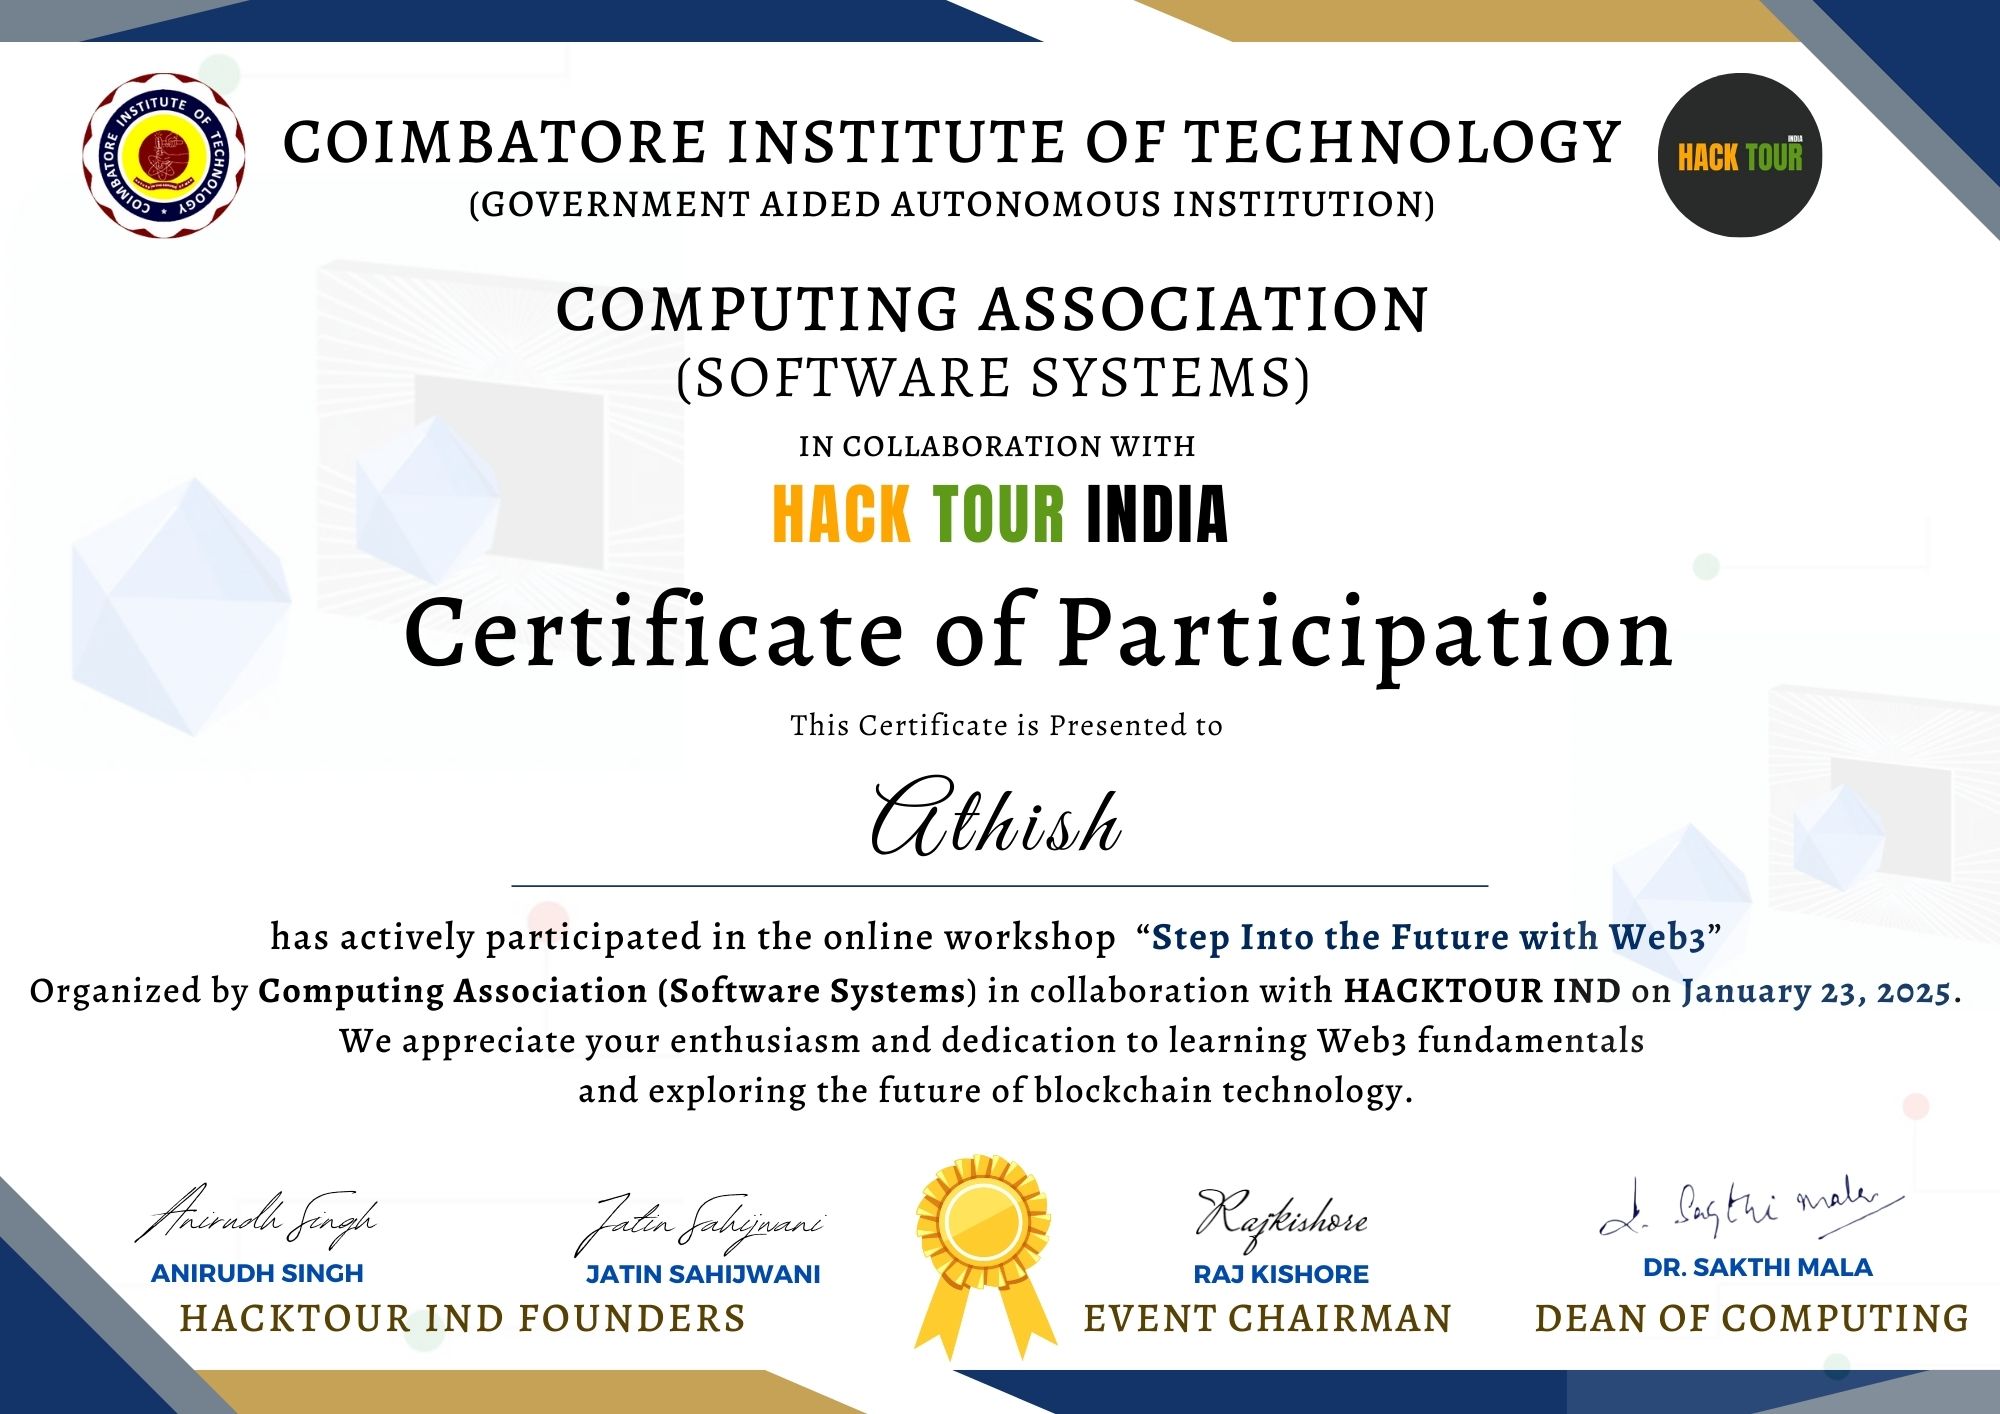 COIMBATORE INSTITUTE OF TECHNOLOGY
COIMBATORE INSTITUTE OF TECHNOLOGY
INDIA
HACK TOUR
(GOVERNMENT AIDED AUTONOMOUS INSTITUTION)
COMPUTING ASSOCIATION
(SOFTWARE SYSTEMS)
IN COLLABORATION WITH
HACK TOUR INDIA
Certificate of Participation
This Certificate is Presented to
Athish
has actively participated in the online workshop “Step Into the Future with Web3”
Organized by Computing Association (Software Systems) in collaboration with HACKTOUR IND on January 23, 2025.
We appreciate your enthusiasm and dedication to learning Web3 fundamentals
and exploring the future of blockchain technology.
Anirudh Singh Jatin Sahijwani Rajkishore
ANIRUDH SINGH JATIN SAHIJWANI RAJ KISHORE DR. SAKTHI MALA
HACKTOUR IND FOUNDERS EVENT CHAIRMAN DEAN OF COMPUTING